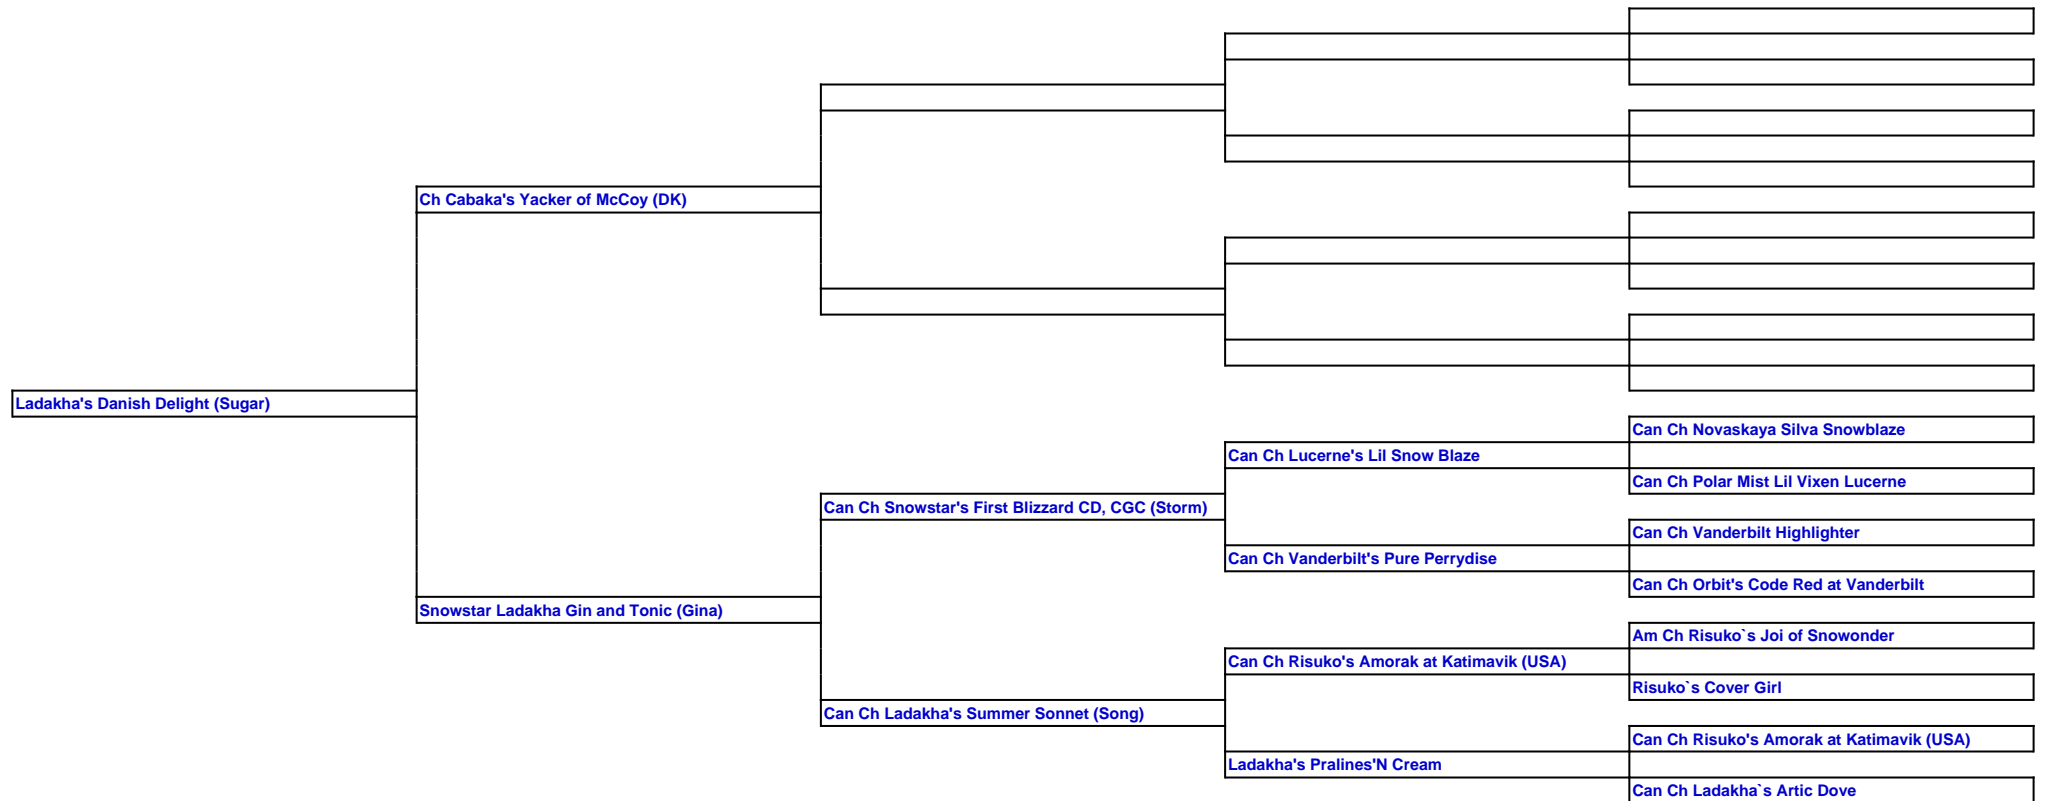 Ch Cabaka's Yacker of McCoy (DK)
Ladakha's Danish Delight (Sugar)
Can Ch Novaskaya Silva Snowblaze
Can Ch Lucerne's Lil Snow Blaze
Can Ch Polar Mist Lil Vixen Lucerne
Can Ch Snowstar's First Blizzard CD, CGC (Storm)
Can Ch Vanderbilt Highlighter
Can Ch Vanderbilt's Pure Perrydise
Can Ch Orbit's Code Red at Vanderbilt
Snowstar Ladakha Gin and Tonic (Gina)
Am Ch Risuko`s Joi of Snowonder
Can Ch Risuko's Amorak at Katimavik (USA)
Risuko`s Cover Girl
Can Ch Ladakha's Summer Sonnet (Song)
Can Ch Risuko's Amorak at Katimavik (USA)
Ladakha's Pralines'N Cream
Can Ch Ladakha`s Artic Dove